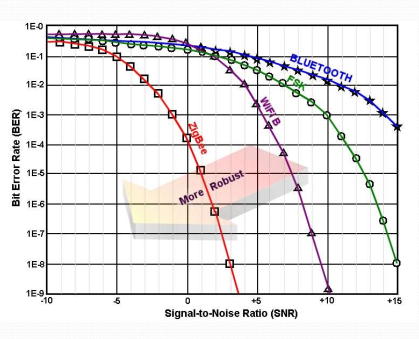 1E-0
1E-1
1E-2
1E-3
1E-4
1E-5
1E-6
1E-7
1E-8
1E-9
Bit Error Rate (BER)
BLUETOOTH
FSK
WiFi B
ZigBee
More Robust
-10 -5 0 +5 +10 +15
Signal-to-Noise Ratio (SNR)